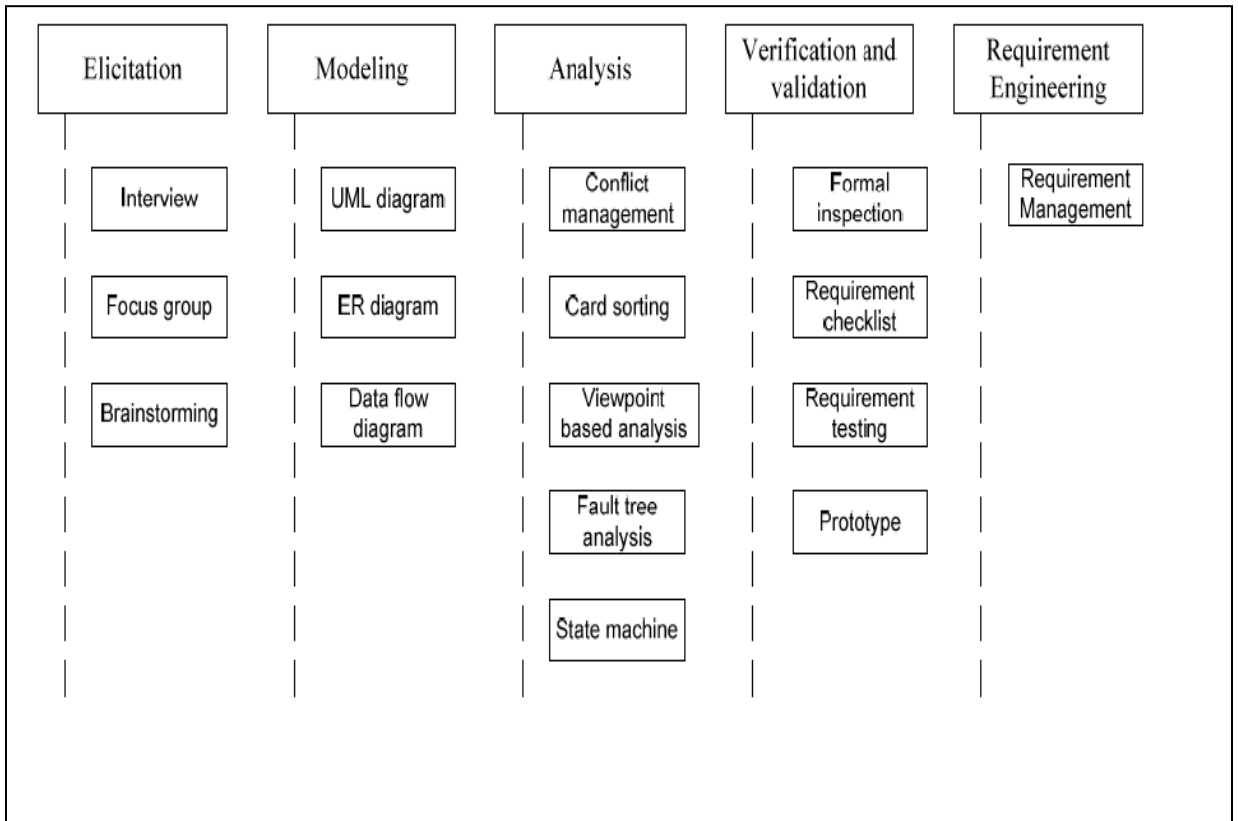 Elicitation
Modeling
Analysis
Verification and
validation
Requirement
Engineering
Interview
Focus group
Brainstorming
UML diagram
ER diagram
Data flow
diagram
Conflict
management
Card sorting
Viewpoint
based analysis
Fault tree
analysis
State machine
Formal
inspection
Requirement
checklist
Requirement
testing
Prototype
Requirement
Management